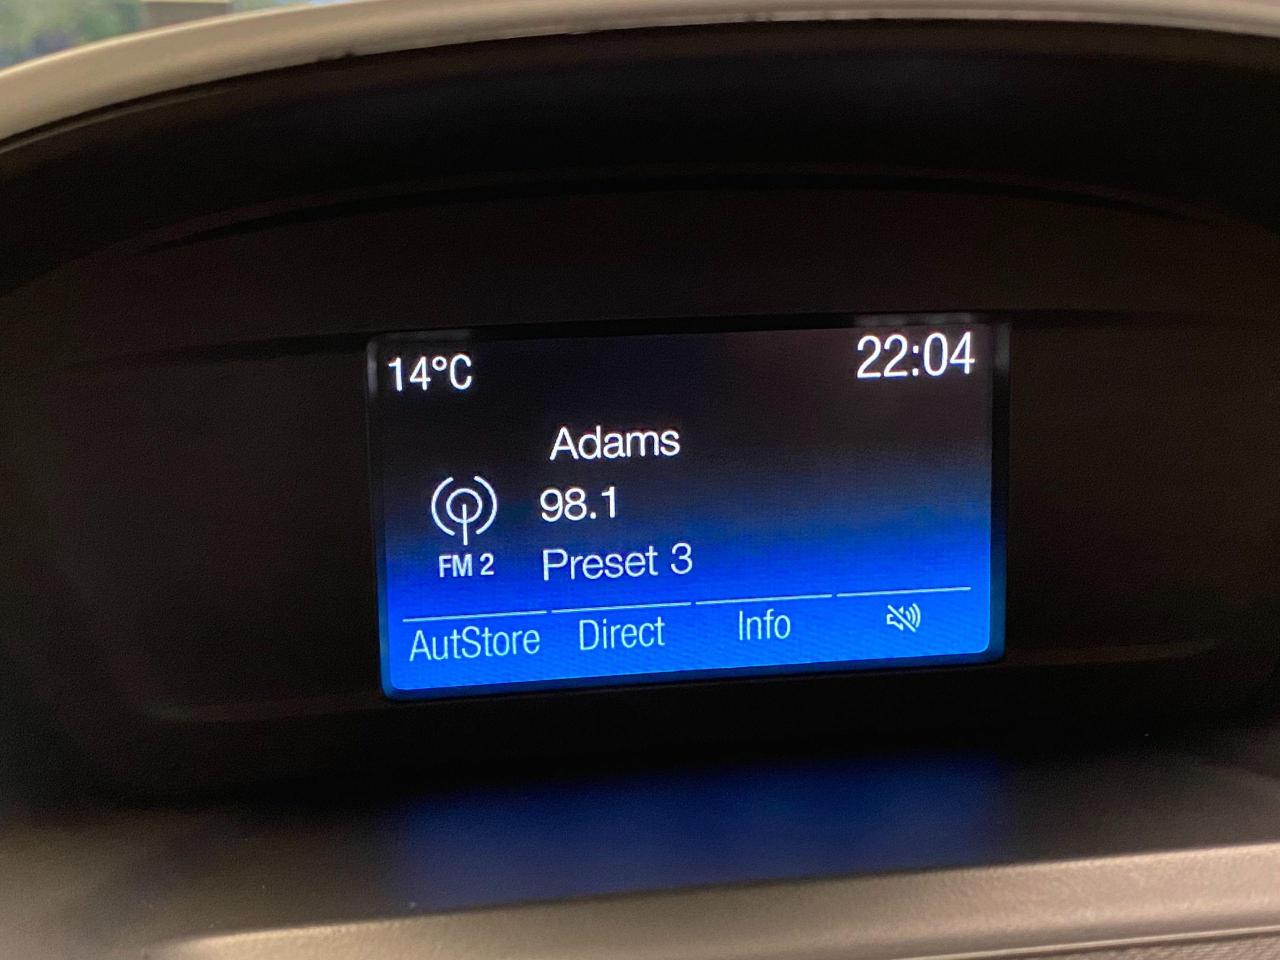 14°C 22:04
Adams
98.1
FM 2 Preset 3
AutStore Direct Info